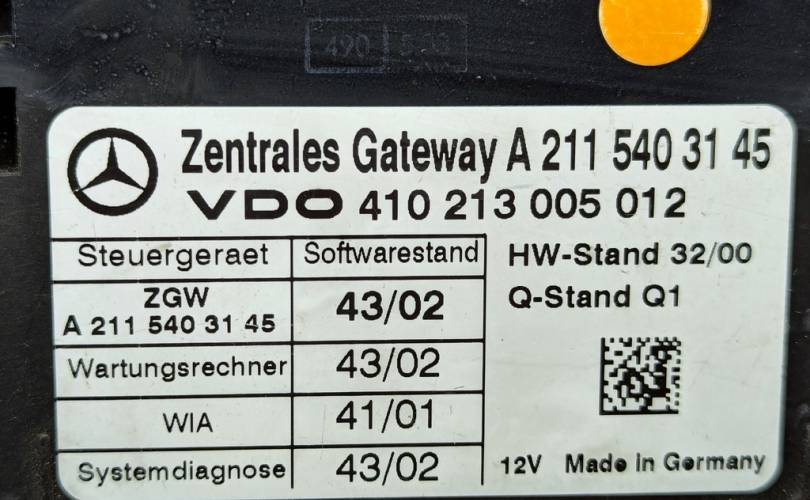 Zentrales Gateway A 211 540 31 45
VDO 410 213 005 012
Steuergeraet Softwarestand
HW-Stand 32/00
ZGW
A 211 540 31 45
43/02
Q-Stand Q1
Wartungsrechner 43/02
WIA 41/01
Systemdiagnose 43/02
12V Made in Germany